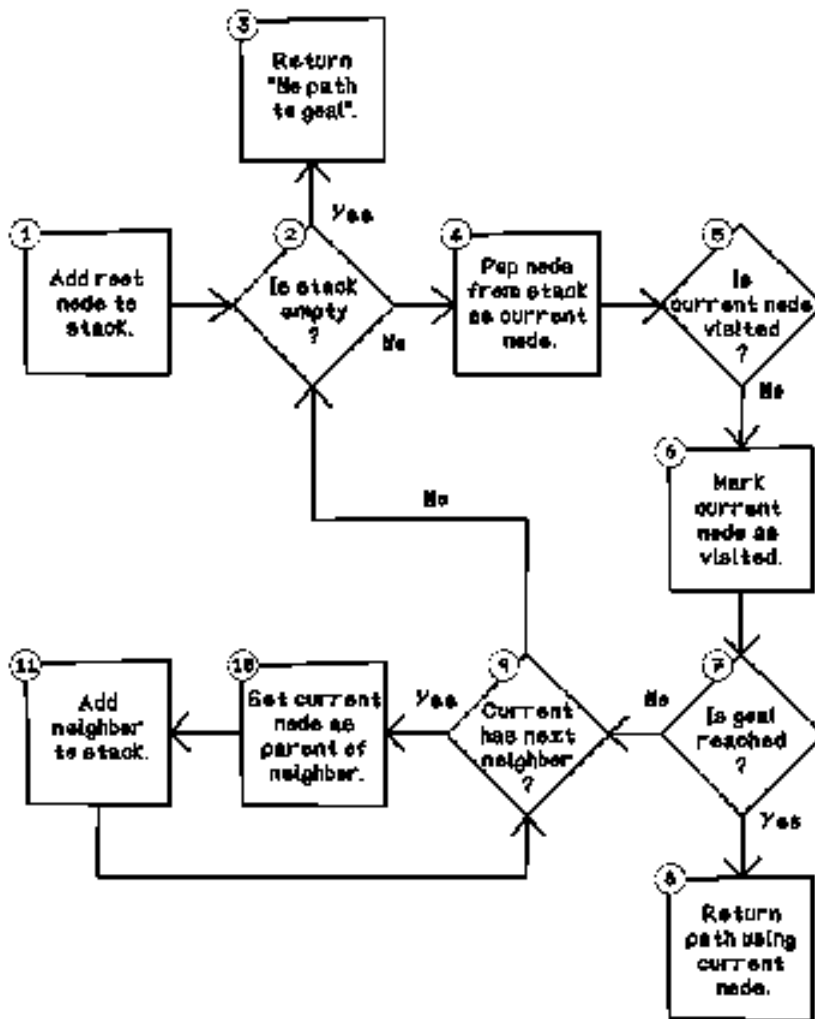 1
Add root
node to
stack.
2
Is stack
empty
?
Yes
No
3
Return
"No path
to goal".
4
Pop node
from stack
as current
node.
5
Is
current node
visited
?
No
6
Mark
current
node as
visited.
7
Is goal
reached
?
No
Yes
8
Return
path using
current
node.
9
Current
has next
neighbor
?
Yes
No
10
Set current
node as
parent of
neighbor.
11
Add
neighbor
to stack.